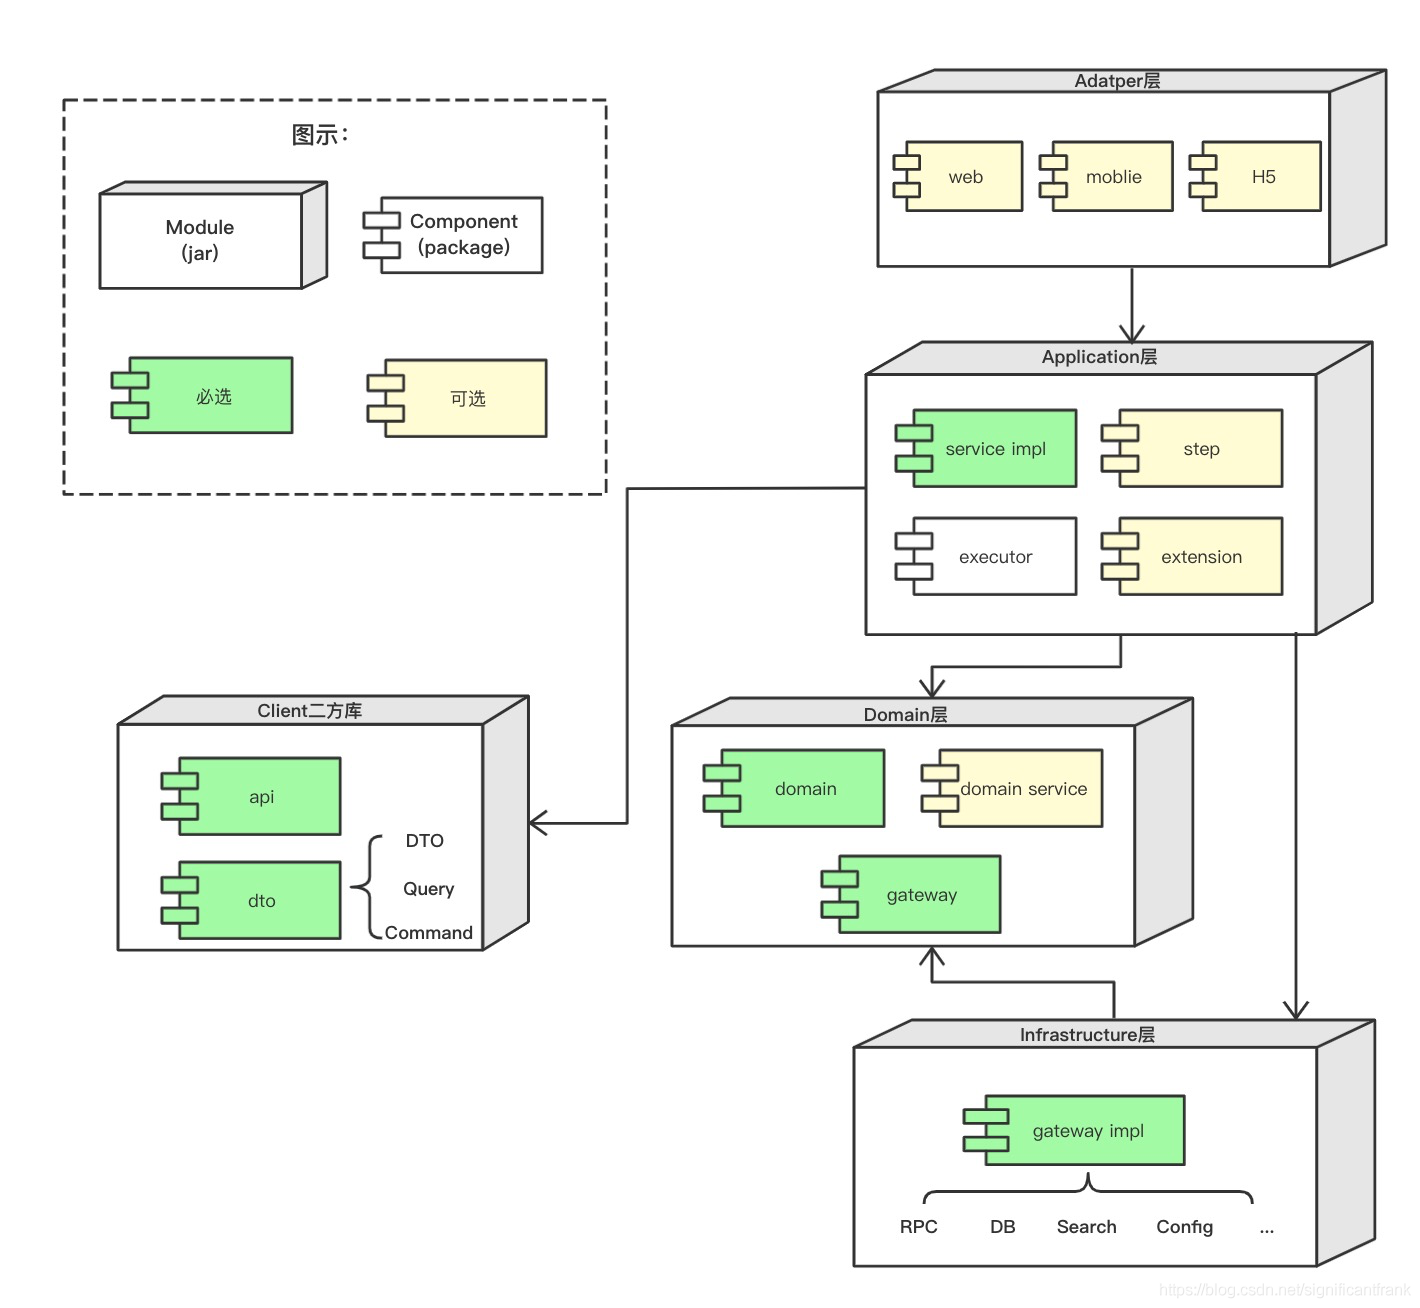 图示：
Module
(jar)
Component
(package)
必选
可选
Adatper层
web
moblie
H5
Application层
service impl
step
executor
extension
Client二方库
api
dto
DTO
Query
Command
Domain层
domain
domain service
gateway
Infrastructure层
gateway impl
RPC
DB
Search
Config
...
https://blog.csdn.net/significantfrank